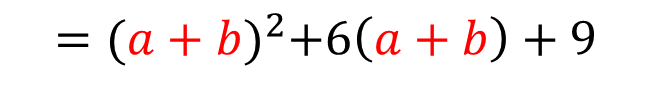 = (a + b)²+6(a + b) + 9